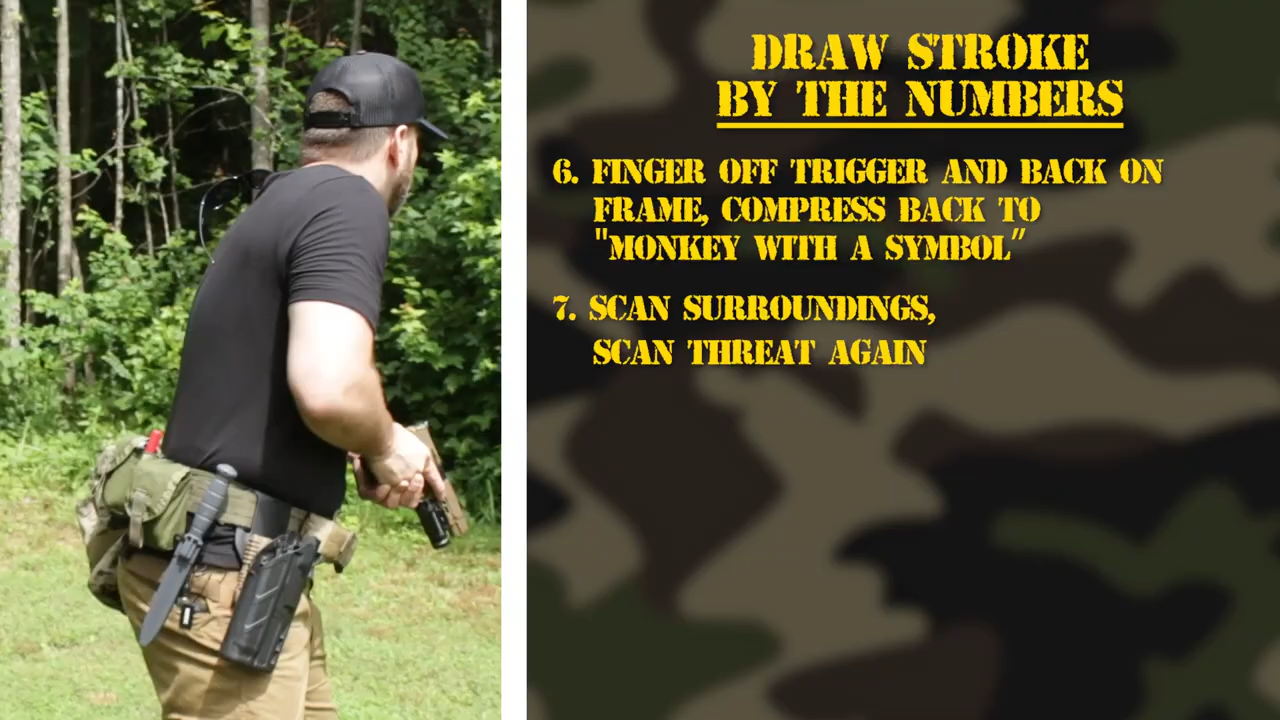 DRAW STROKE
BY THE NUMBERS
6. FINGER OFF TRIGGER AND BACK ON
FRAME, COMPRESS BACK TO
"MONKEY WITH A SYMBOL"
7. SCAN SURROUNDINGS,
SCAN THREAT AGAIN